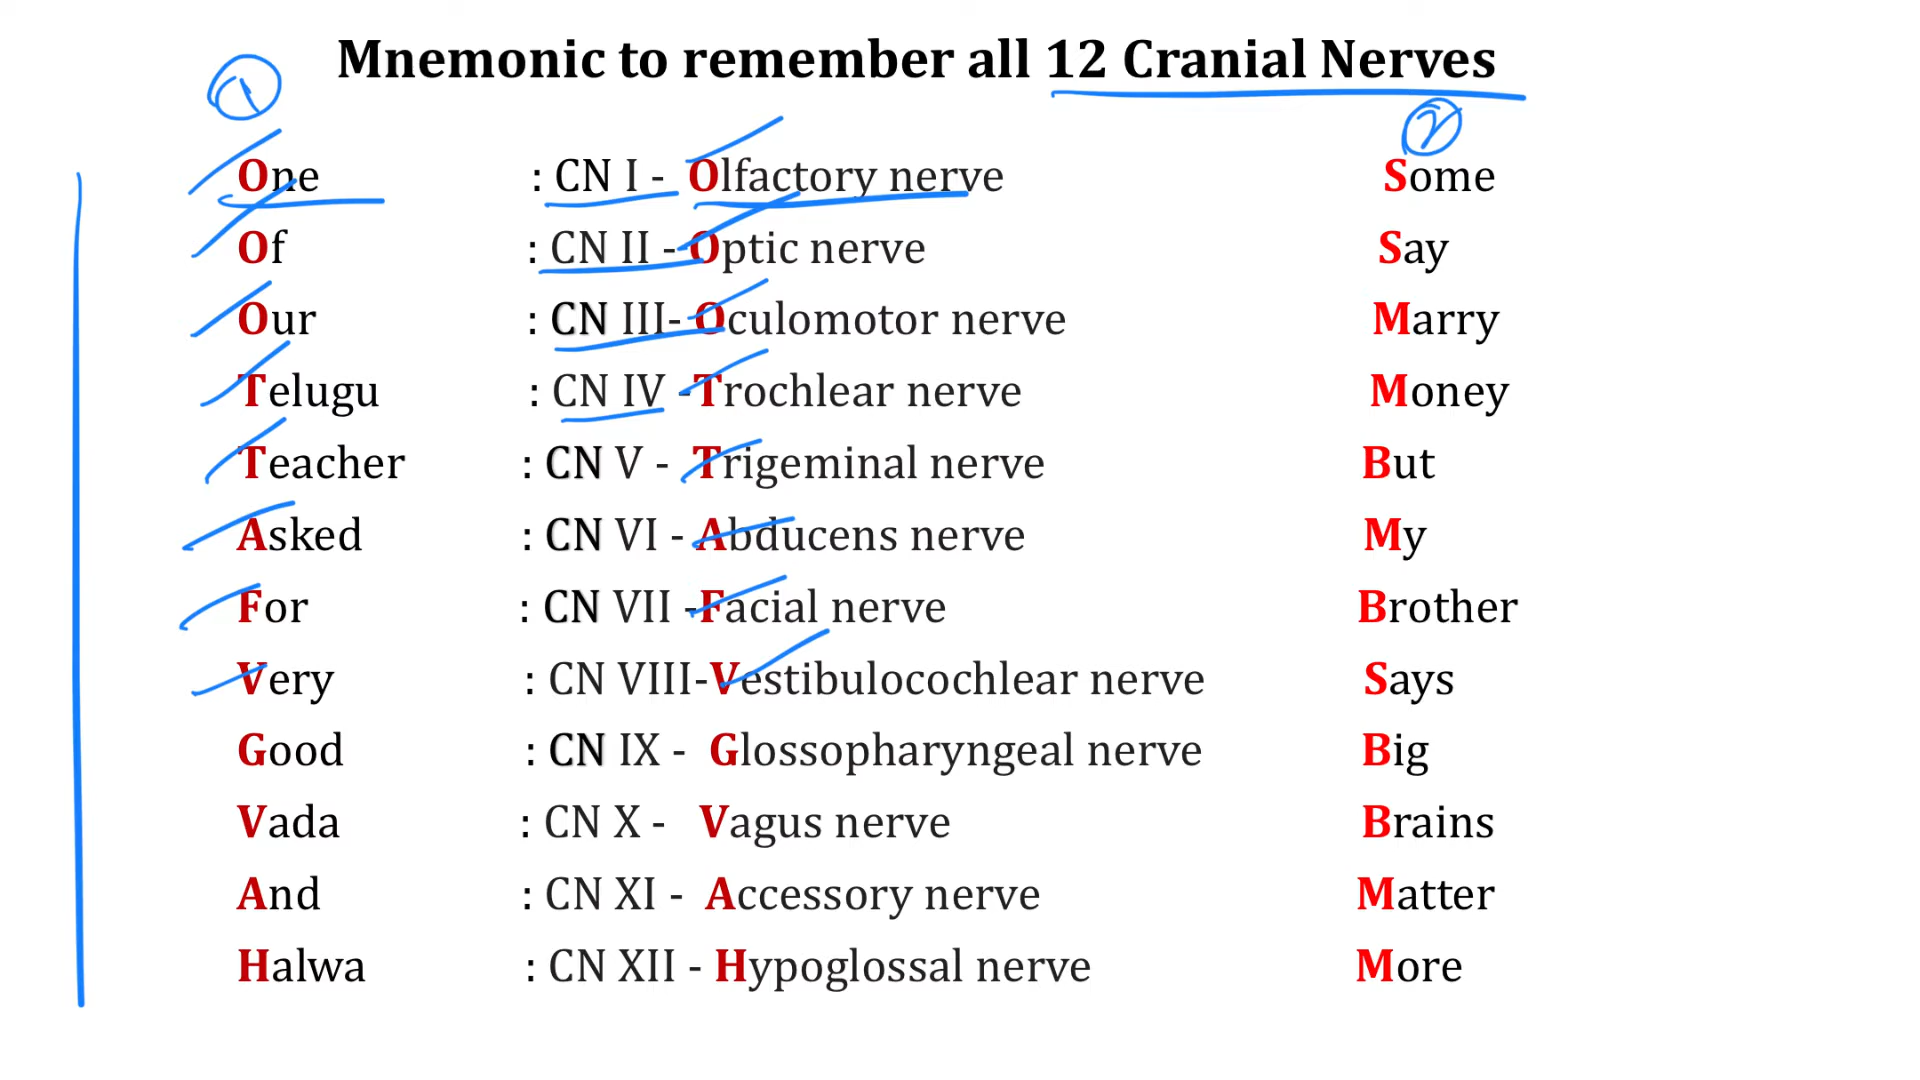 Mnemonic to remember all 12 Cranial Nerves
1
2
One : CN I - Olfactory nerve Some
Of : CN II - Optic nerve Say
Our : CN III- Oculomotor nerve Marry
Telugu : CN IV -Trochlear nerve Money
Teacher : CN V - Trigeminal nerve But
Asked : CN VI - Abducens nerve My
For : CN VII -Facial nerve Brother
Very : CN VIII-Vestibulocochlear nerve Says
Good : CN IX - Glossopharyngeal nerve Big
Vada : CN X - Vagus nerve Brains
And : CN XI - Accessory nerve Matter
Halwa : CN XII - Hypoglossal nerve More